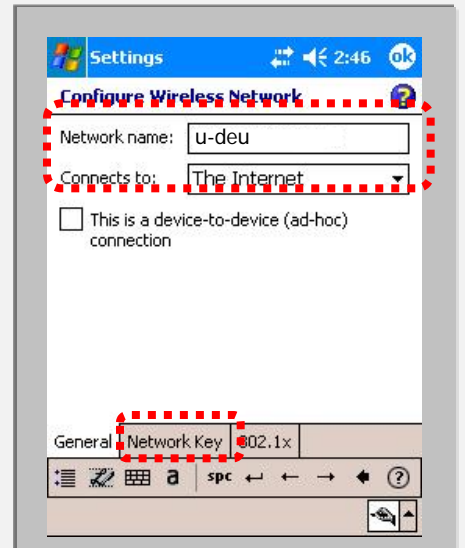 Settings 2:46 ok
Configure Wireless Network ?
Network name: u-deu
Connects to: The Internet
This is a device-to-device (ad-hoc)
connection
General Network Key 802.1x
a spc ?